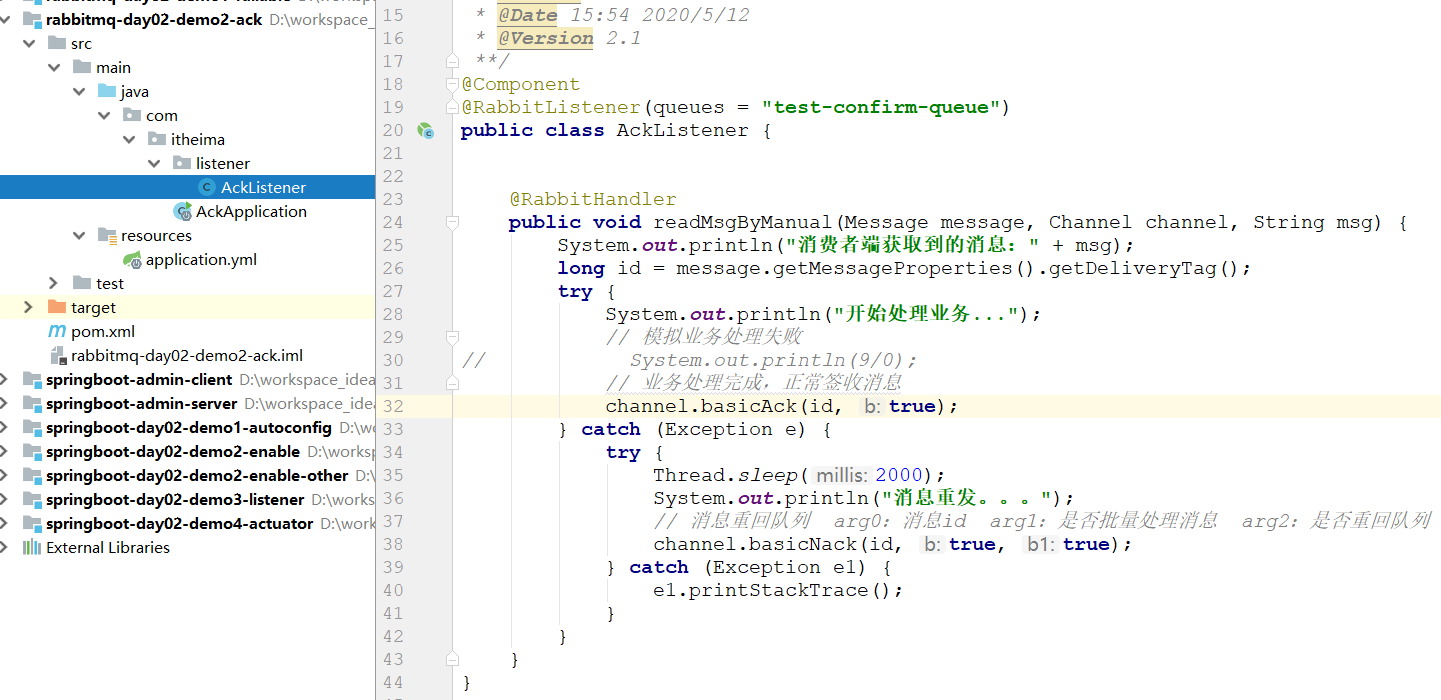 rabbitmq-day02-demo2-ack D:\workspace_
src
main
java
com
itheima
listener
AckListener
AckApplication
resources
application.yml
test
target
pom.xml
rabbitmq-day02-demo2-ack.iml
springboot-admin-client D:\workspace_idea
springboot-admin-server D:\workspace_ide
springboot-day02-demo1-autoconfig D:\w
springboot-day02-demo2-enable D:\works
springboot-day02-demo2-enable-other D:\
springboot-day02-demo3-listener D:\works
springboot-day02-demo4-actuator D:\work
External Libraries
15 * @Date 15:54 2020/5/12
16 * @Version 2.1
17 **/
18 @Component
19 @RabbitListener(queues = "test-confirm-queue")
20 public class AckListener {
21
22
23 @RabbitHandler
24 public void readMsgByManual(Message message, Channel channel, String msg) {
25 System.out.println("消费者端获取到的消息：" + msg);
26 long id = message.getMessageProperties().getDeliveryTag();
27 try {
28 System.out.println("开始处理业务...");
29 // 模拟业务处理失败
30 // System.out.println(9/0);
31 // 业务处理完成，正常签收消息
32 channel.basicAck(id, b: true);
33 } catch (Exception e) {
34 try {
35 Thread.sleep( millis: 2000);
36 System.out.println("消息重发。。。");
37 // 消息重回队列 arg0：消息id arg1：是否批量处理消息 arg2：是否重回队列
38 channel.basicNack(id, b: true, b1: true);
39 } catch (Exception e1) {
40 e1.printStackTrace();
41 }
42 }
43 }
44 }